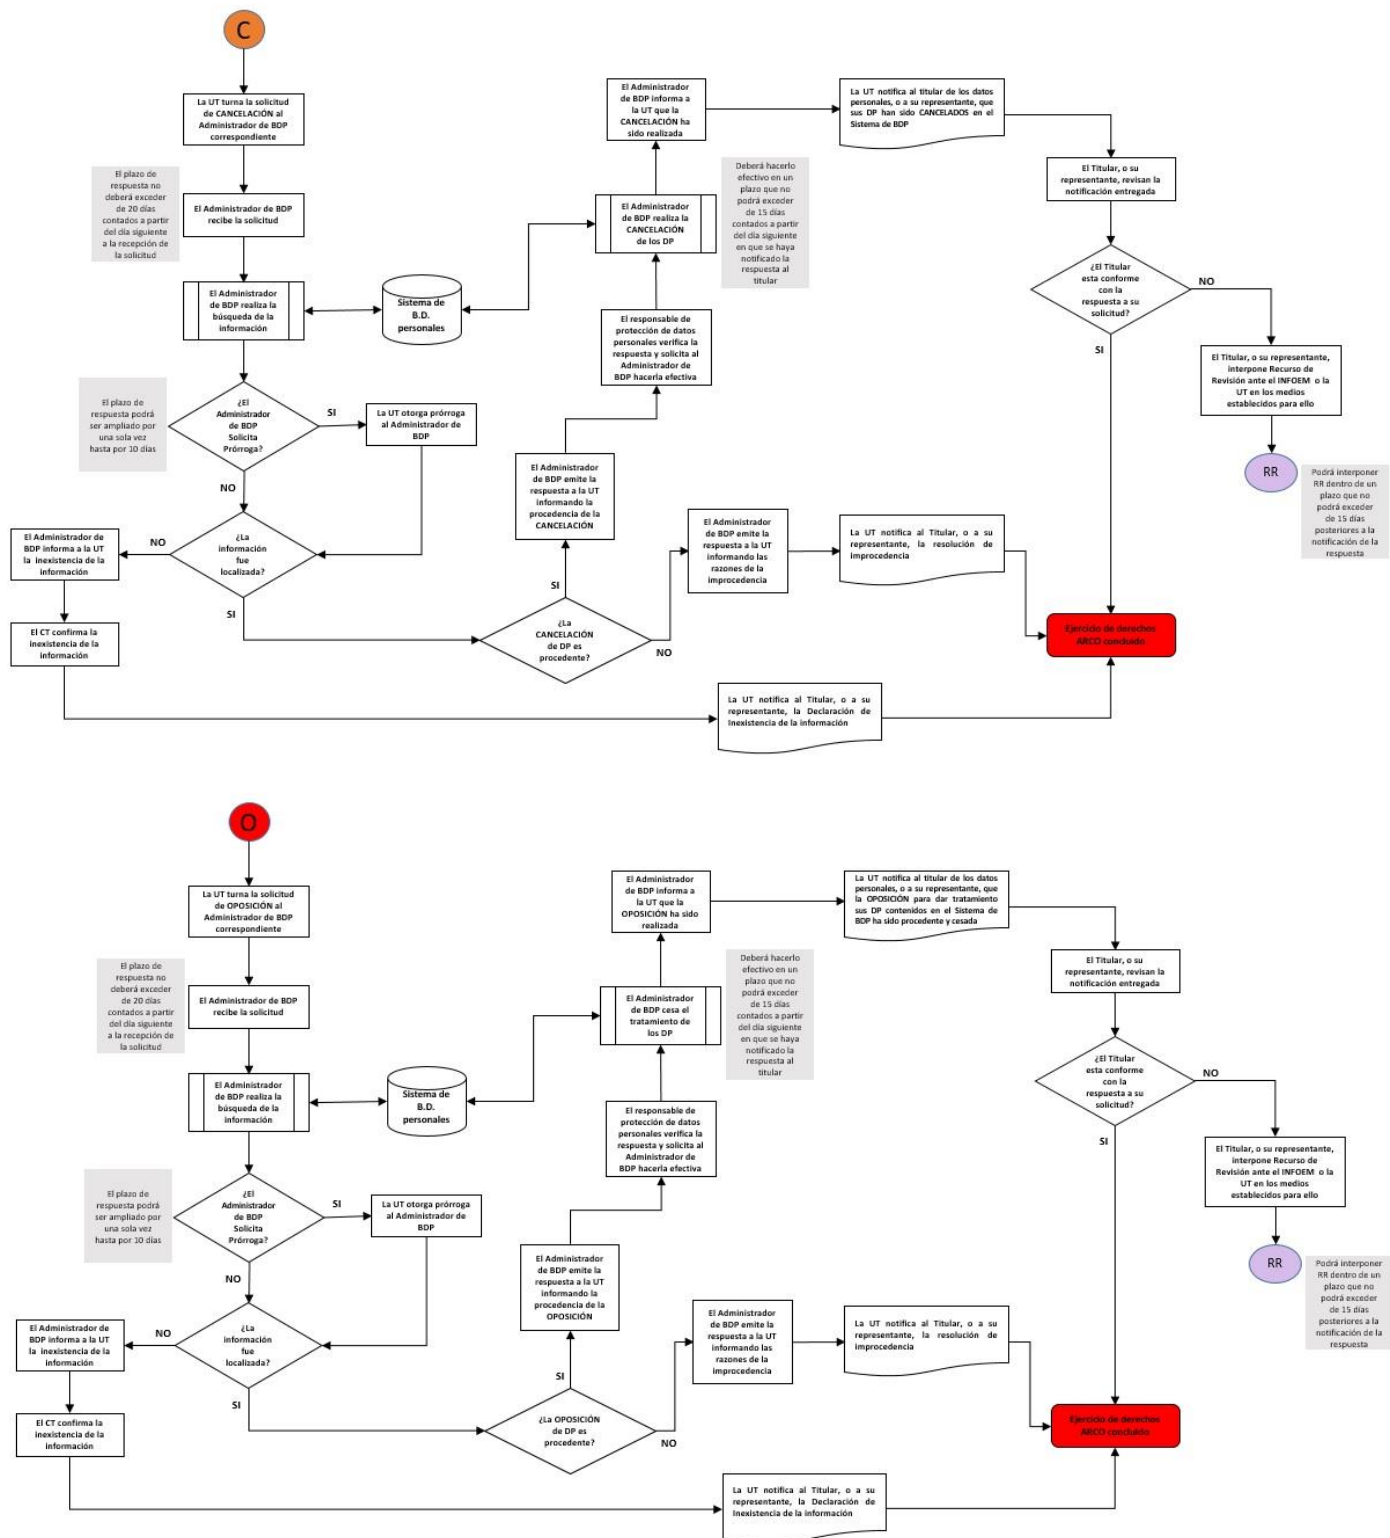 C
La UT turna la solicitud
de CANCELACIÓN al
Administrador de BDP
correspondiente
El plazo de
respuesta no
deberá exceder
de 20 días
contados a partir
del día siguiente
a la recepción de
la solicitud
El Administrador de BDP
recibe la solicitud
El Administrador
de BDP realiza la
búsqueda de la
información
Sistema de
B.D.
personales
El plazo de
respuesta podrá
ser ampliado por
una sola vez
hasta por 10 días
¿El
Administrador
de BDP
Solicita
Prórroga?
SI
La UT otorga prórroga
al Administrador de
BDP
NO
¿La
información
fue
localizada?
NO
El Administrador de
BDP informa a la UT
la inexistencia de la
información
El CT confirma la
inexistencia de la
información
SI
¿La
CANCELACIÓN
de DP es
procedente?
SI
El Administrador
de BDP emite la
respuesta a la UT
informando la
procedencia de la
CANCELACIÓN
El responsable de
protección de datos
personales verifica la
respuesta y solicita al
Administrador de
BDP hacerla efectiva
El Administrador
de BDP realiza la
CANCELACIÓN
de los DP
Deberá hacerlo
efectivo en un
plazo que no
podrá exceder
de 15 días
contados a partir
del día siguiente
en que se haya
notificado la
respuesta al
titular
El Administrador
de BDP informa a
la UT que la
CANCELACIÓN ha
sido realizada
La UT notifica al titular de los datos
personales, o a su representante, que
sus DP han sido CANCELADOS en el
Sistema de BDP
El Titular, o su
representante, revisan la
notificación entregada
¿El Titular
esta conforme
con la
respuesta a su
solicitud?
NO
SI
El Titular, o su representante,
interpone Recurso de
Revisión ante el INFOEM o la
UT en los medios
establecidos para ello
RR
Podrá interponer
RR dentro de un
plazo que no
podrá exceder
de 15 días
posteriores a la
notificación de la
respuesta
NO
El Administrador
de BDP emite la
respuesta a la UT
informando las
razones de la
improcedencia
La UT notifica al Titular, o a su
representante, la resolución de
improcedencia
Ejercicio de derechos
ARCO concluido
La UT notifica al Titular, o a su
representante, la Declaración de
Inexistencia de la información
O
La UT turna la solicitud
de OPOSICIÓN al
Administrador de BDP
correspondiente
El plazo de
respuesta no
deberá exceder
de 20 días
contados a partir
del día siguiente
a la recepción de
la solicitud
El Administrador de BDP
recibe la solicitud
El Administrador
de BDP realiza la
búsqueda de la
información
Sistema de
B.D.
personales
El plazo de
respuesta podrá
ser ampliado por
una sola vez
hasta por 10 días
¿El
Administrador
de BDP
Solicita
Prórroga?
SI
La UT otorga prórroga
al Administrador de
BDP
NO
¿La
información
fue
localizada?
NO
El Administrador de
BDP informa a la UT
la inexistencia de la
información
El CT confirma la
inexistencia de la
información
SI
¿La OPOSICIÓN
de DP es
procedente?
SI
El Administrador
de BDP emite la
respuesta a la UT
informando la
procedencia de la
OPOSICIÓN
El responsable de
protección de datos
personales verifica la
respuesta y solicita al
Administrador de
BDP hacerla efectiva
El Administrador
de BDP cesa el
tratamiento de
los DP
Deberá hacerlo
efectivo en un
plazo que no
podrá exceder
de 15 días
contados a partir
del día siguiente
en que se haya
notificado la
respuesta al
titular
El Administrador
de BDP informa a
la UT que la
OPOSICIÓN ha sido
realizada
La UT notifica al titular de los datos
personales, o a su representante, que
la OPOSICIÓN para dar tratamiento
sus DP contenidos en el Sistema de
BDP ha sido procedente y cesada
El Titular, o su
representante, revisan la
notificación entregada
¿El Titular
esta conforme
con la
respuesta a su
solicitud?
NO
SI
El Titular, o su representante,
interpone Recurso de
Revisión ante el INFOEM o la
UT en los medios
establecidos para ello
RR
Podrá interponer
RR dentro de un
plazo que no
podrá exceder
de 15 días
posteriores a la
notificación de la
respuesta
NO
El Administrador
de BDP emite la
respuesta a la UT
informando las
razones de la
improcedencia
La UT notifica al Titular, o a su
representante, la resolución de
improcedencia
Ejercicio de derechos
ARCO concluido
La UT notifica al Titular, o a su
representante, la Declaración de
Inexistencia de la información